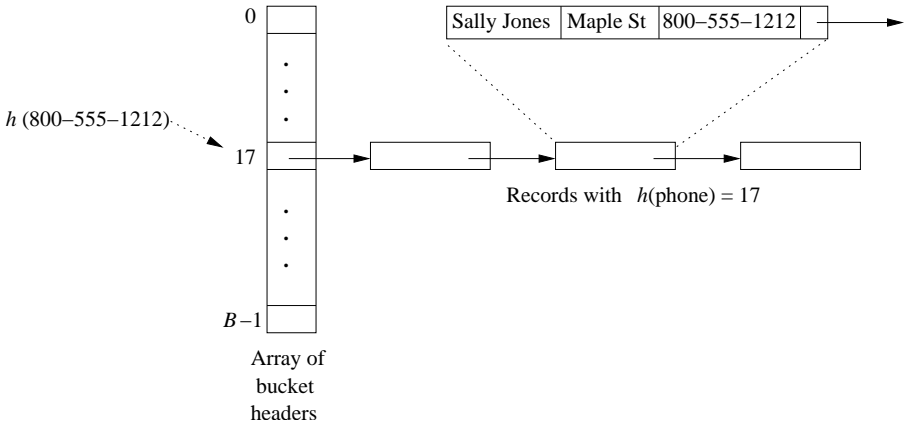 0
Sally Jones Maple St 800–555–1212
h (800–555–1212)
17
Records with h(phone) = 17
B–1
Array of
bucket
headers